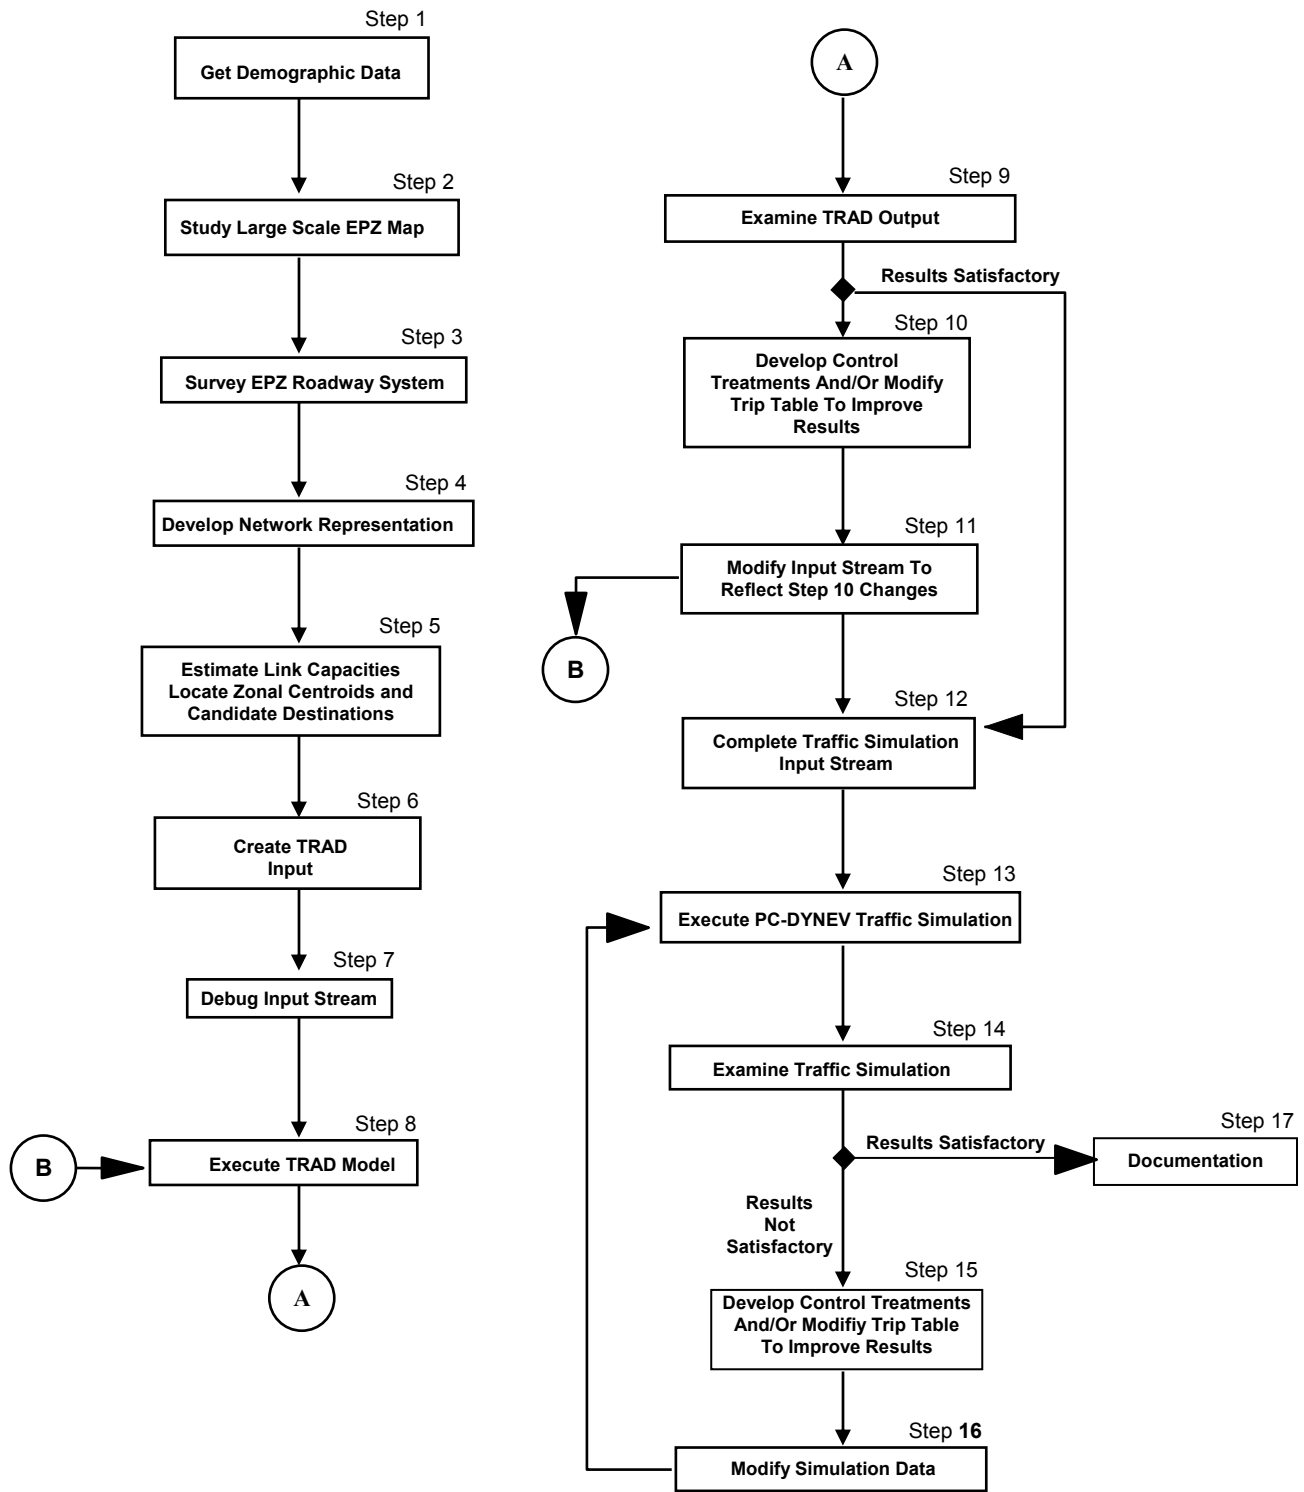 Step 1
Get Demographic Data
Step 2
Study Large Scale EPZ Map
Step 3
Survey EPZ Roadway System
Step 4
Develop Network Representation
Step 5
Estimate Link Capacities
Locate Zonal Centroids and
Candidate Destinations
Step 6
Create TRAD
Input
Step 7
Debug Input Stream
Step 8
B
Execute TRAD Model
A
A
Step 9
Examine TRAD Output
Results Satisfactory
Step 10
Develop Control
Treatments And/Or Modify
Trip Table To Improve
Results
Step 11
Modify Input Stream To
Reflect Step 10 Changes
B
Step 12
Complete Traffic Simulation
Input Stream
Step 13
Execute PC-DYNEV Traffic Simulation
Step 14
Examine Traffic Simulation
Results Satisfactory
Step 17
Documentation
Results
Not
Satisfactory
Step 15
Develop Control Treatments
And/Or Modifiy Trip Table
To Improve Results
Step 16
Modify Simulation Data